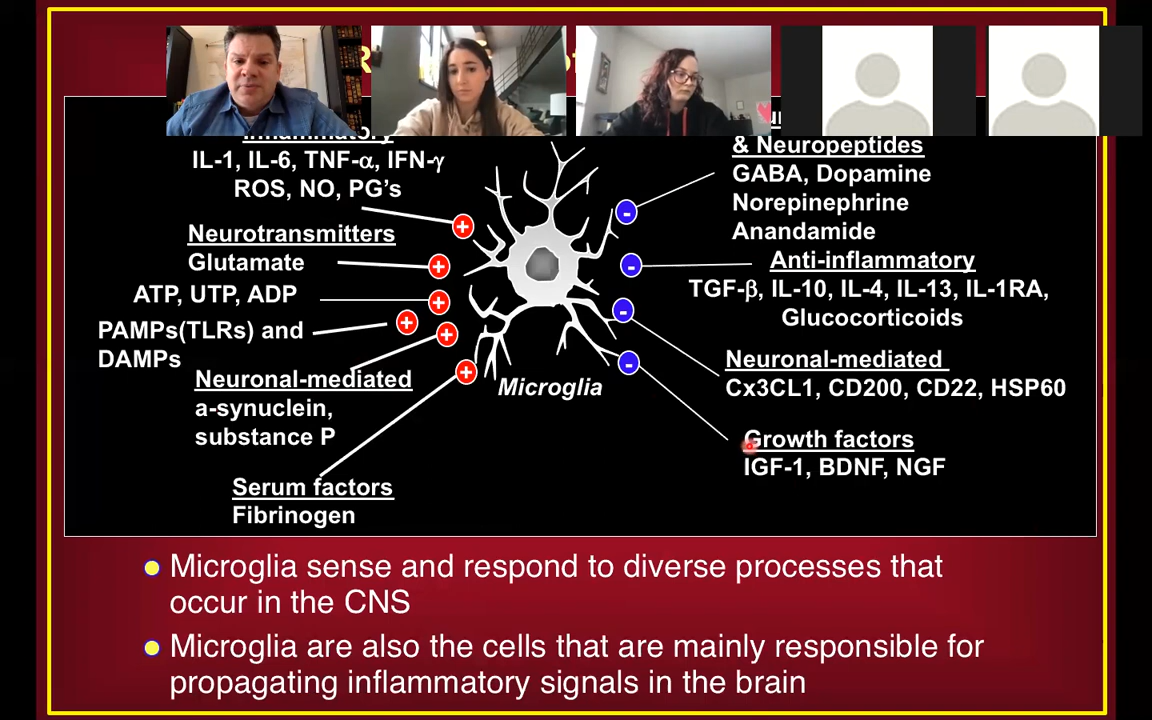 Inflammatory
IL-1, IL-6, TNF-α, IFN-γ
ROS, NO, PG's
Neurotransmitters
Glutamate
ATP, UTP, ADP
PAMPs(TLRs) and
DAMPs
Neuronal-mediated
a-synuclein,
substance P
Serum factors
Fibrinogen
Microglia
& Neuropeptides
GABA, Dopamine
Norepinephrine
Anandamide
Anti-inflammatory
TGF-β, IL-10, IL-4, IL-13, IL-1RA,
Glucocorticoids
Neuronal-mediated
Cx3CL1, CD200, CD22, HSP60
Growth factors
IGF-1, BDNF, NGF
Microglia sense and respond to diverse processes that
occur in the CNS
Microglia are also the cells that are mainly responsible for
propagating inflammatory signals in the brain